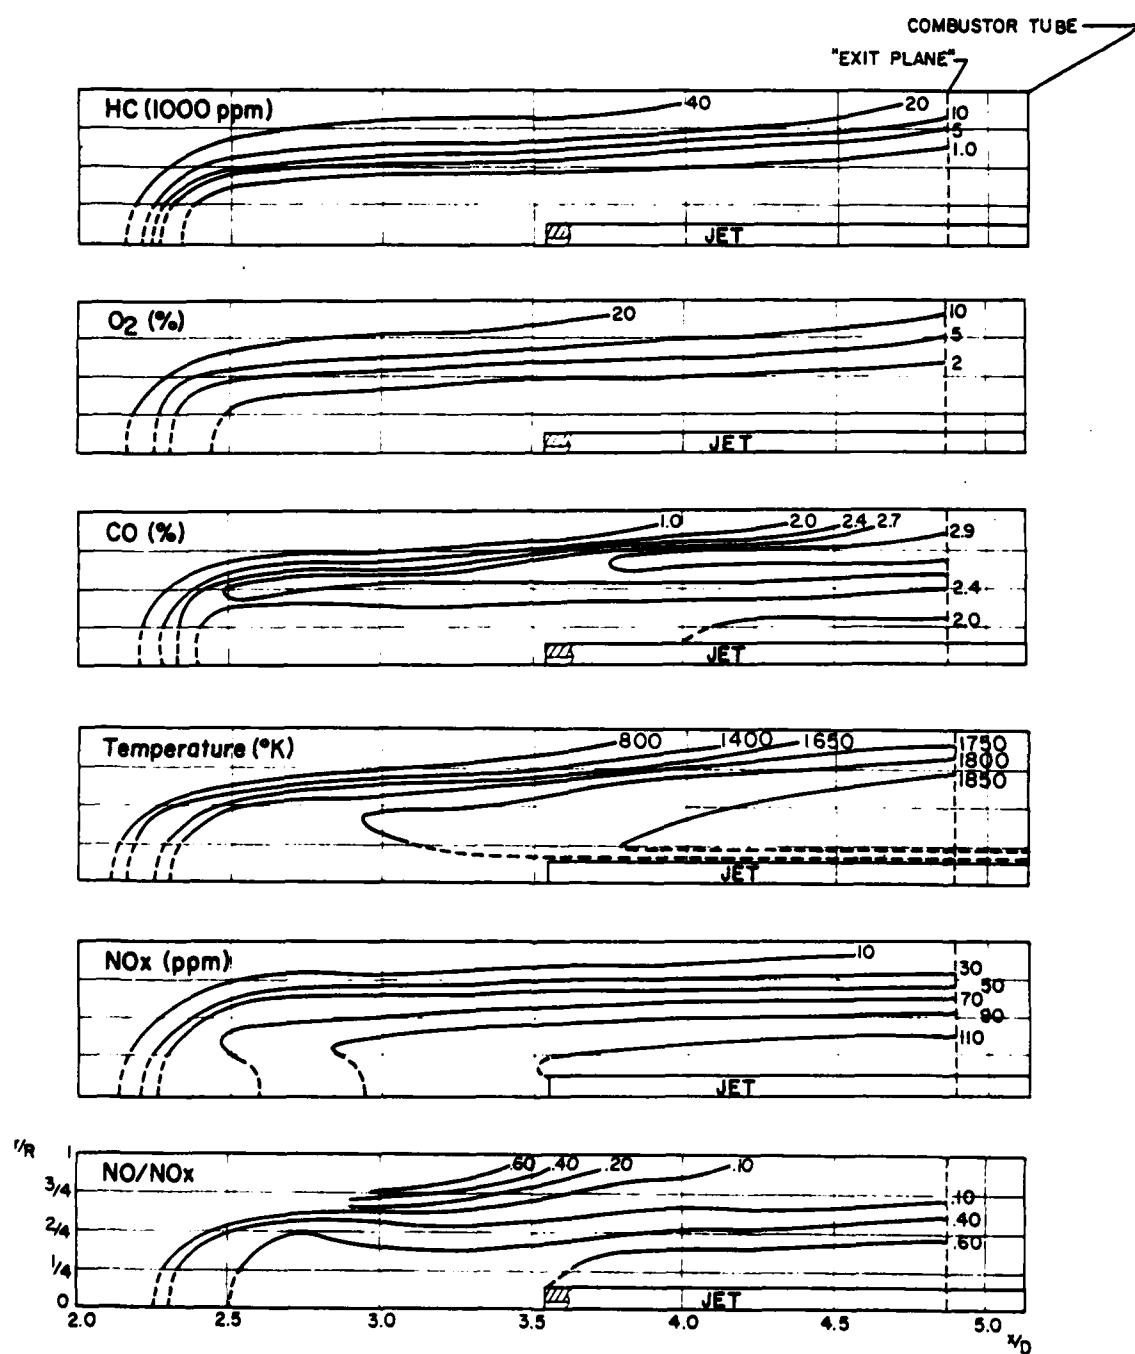 COMBUSTOR TUBE
"EXIT PLANE"
HC (1000 ppm)
40
20
10
5
1.0
JET
O2 (%)
20
10
5
2
JET
CO (%)
1.0
2.0
2.4
2.7
2.9
2.4
2.0
JET
Temperature (°K)
800
1400
1650
1750
1800
1850
JET
NOx (ppm)
10
30
50
70
90
110
JET
r/R
1
3/4
2/4
1/4
0
NO/NOx
.60
.40
.20
.10
.10
.40
.60
JET
2.0
2.5
3.0
3.5
4.0
4.5
5.0
x/D